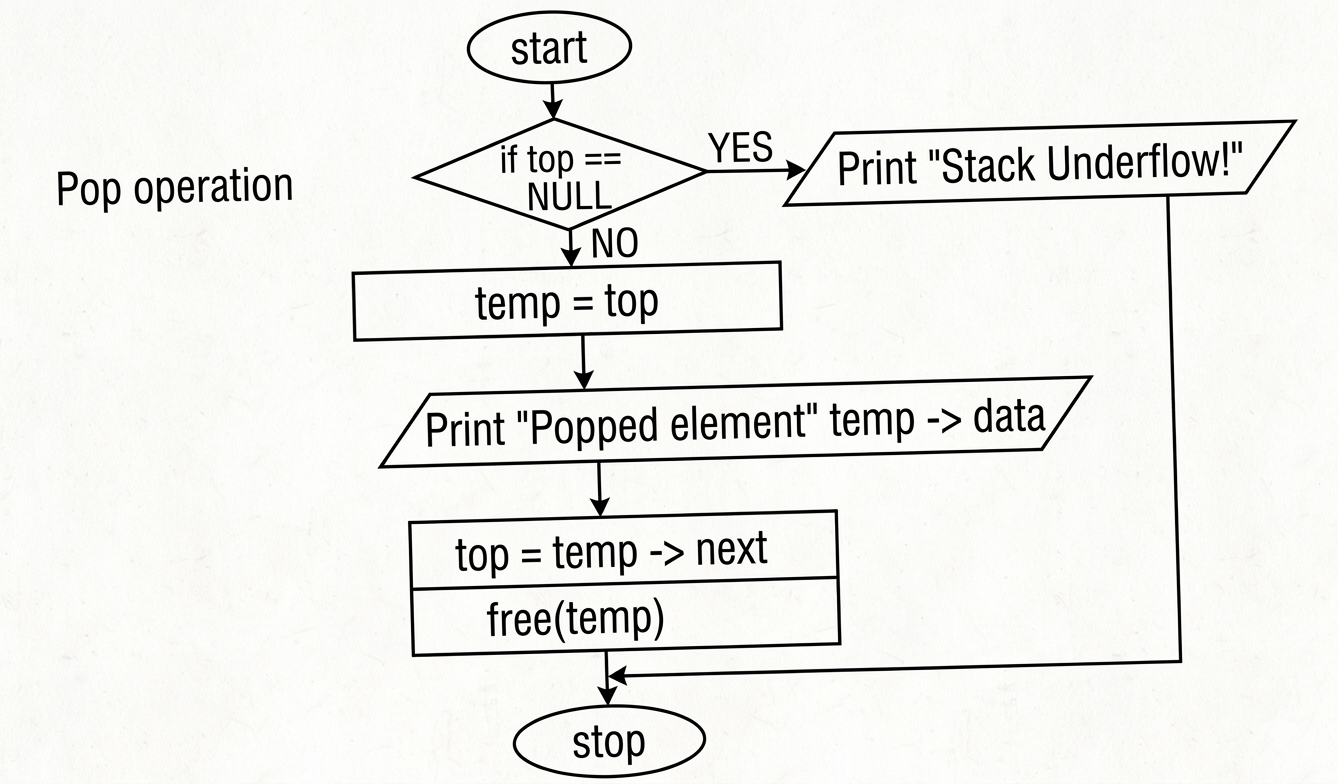 start
if top ==
NULL
YES
Print "Stack Underflow!"
Pop operation
NO
temp = top
Print "Popped element" temp -> data
top = temp -> next
free(temp)
stop